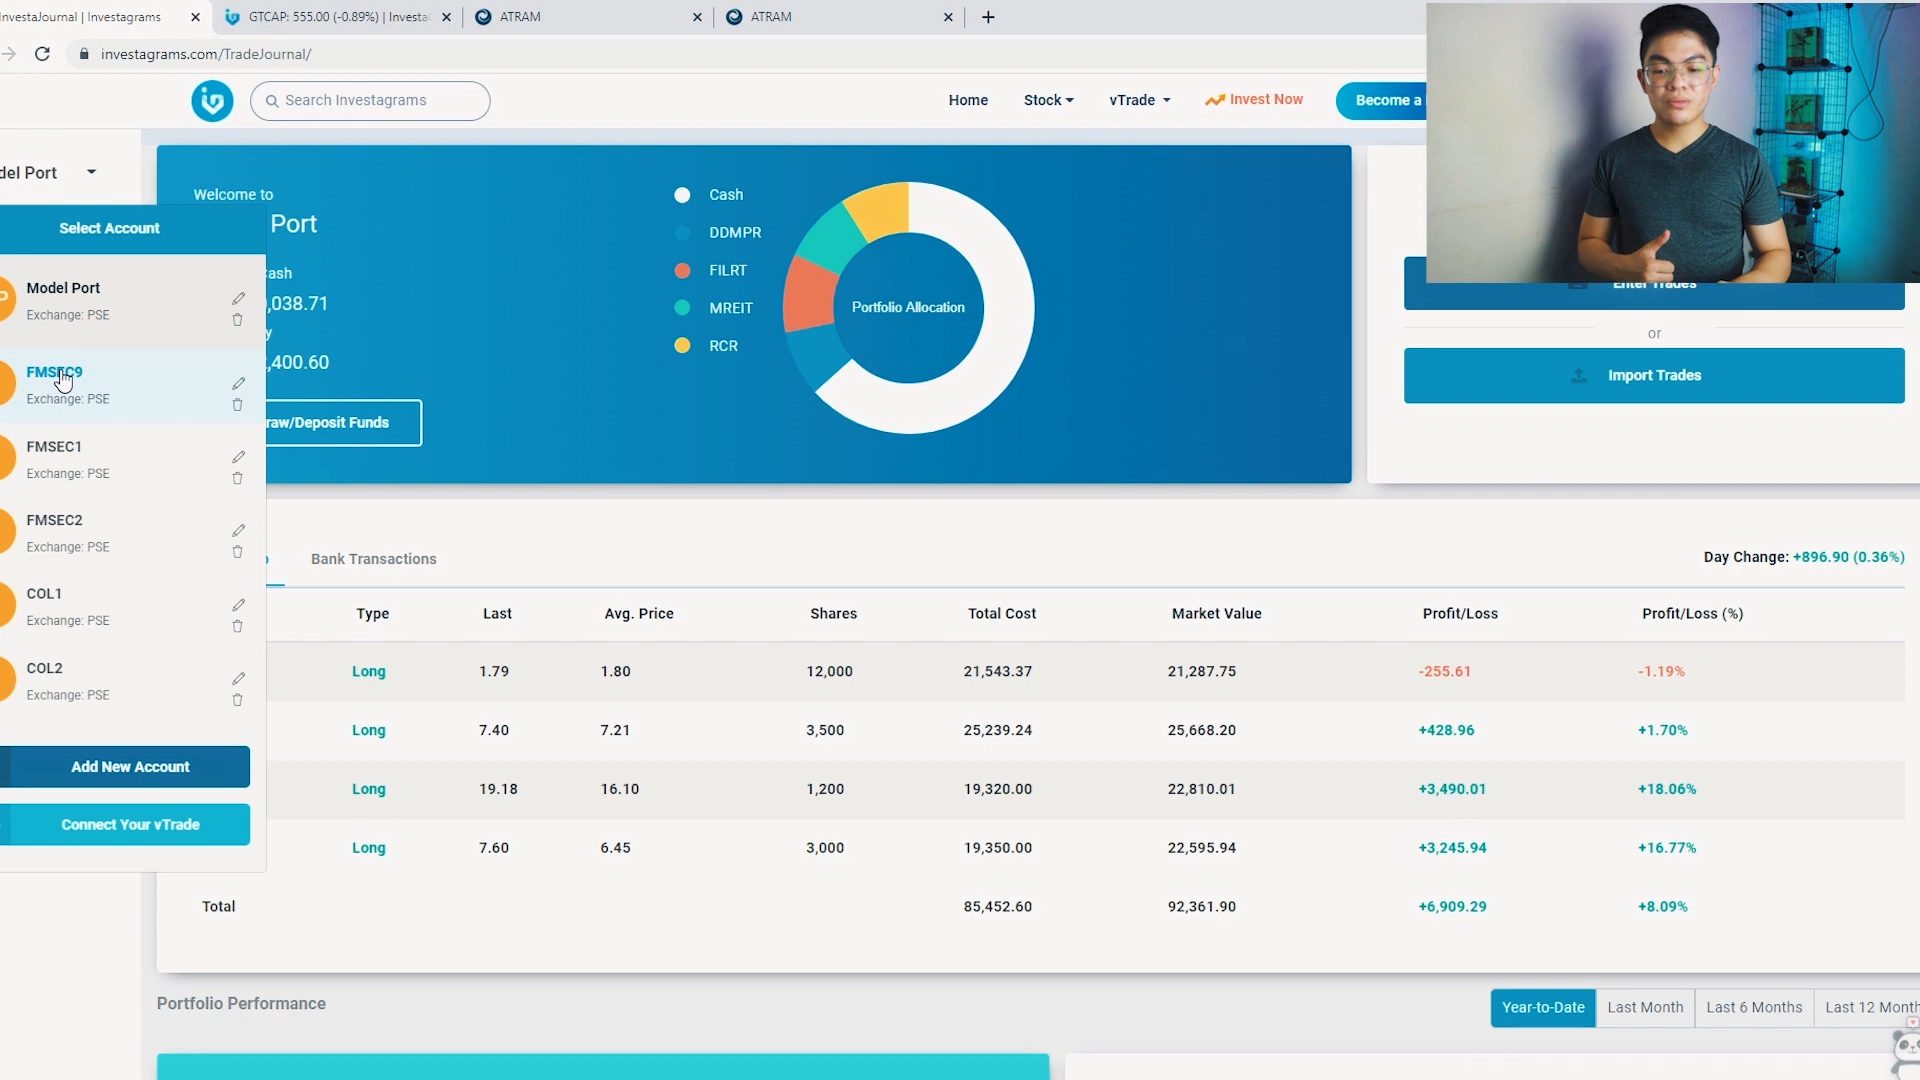 InvestaJournal | Investagrams
GTCAP: 555.00 (-0.89%) | Investa
ATRAM
ATRAM
investagrams.com/TradeJournal/
Search Investagrams
Home
Stock
vTrade
Invest Now
Become a
del Port
Welcome to
Port
Cash
,038.71
,400.60
raw/Deposit Funds
Cash
DDMPR
FILRT
MREIT
RCR
Portfolio Allocation
Enter Trades
or
Import Trades
Select Account
Model Port
Exchange: PSE
FMSEC9
Exchange: PSE
FMSEC1
Exchange: PSE
FMSEC2
Exchange: PSE
COL1
Exchange: PSE
COL2
Exchange: PSE
Add New Account
Connect Your vTrade
Bank Transactions
Day Change: +896.90 (0.36%)
Type Last Avg. Price Shares Total Cost Market Value Profit/Loss Profit/Loss (%)
Long 1.79 1.80 12,000 21,543.37 21,287.75 -255.61 -1.19%
Long 7.40 7.21 3,500 25,239.24 25,668.20 +428.96 +1.70%
Long 19.18 16.10 1,200 19,320.00 22,810.01 +3,490.01 +18.06%
Long 7.60 6.45 3,000 19,350.00 22,595.94 +3,245.94 +16.77%
Total 85,452.60 92,361.90 +6,909.29 +8.09%
Portfolio Performance
Year-to-Date Last Month Last 6 Months Last 12 Month